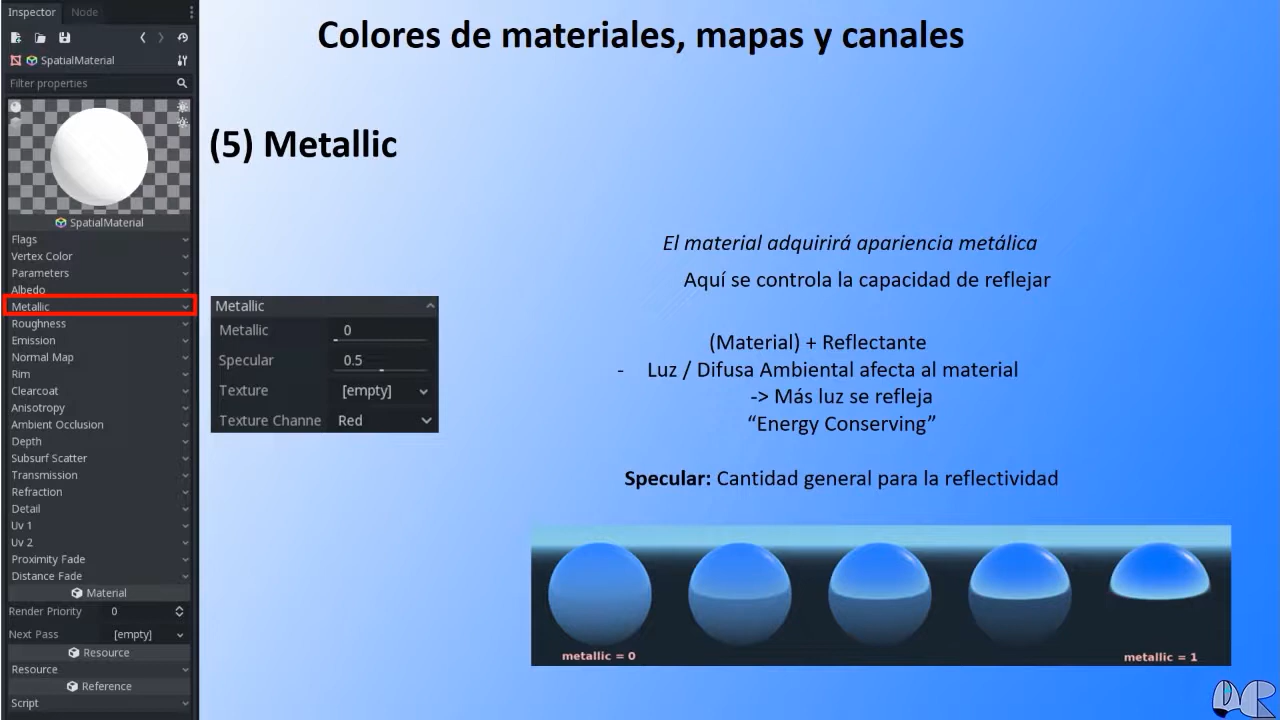 Inspector Node
SpatialMaterial
Filter properties
SpatialMaterial
Flags
Vertex Color
Parameters
Albedo
Metallic
Roughness
Emission
Normal Map
Rim
Clearcoat
Anisotropy
Ambient Occlusion
Depth
Subsurf Scatter
Transmission
Refraction
Detail
Uv 1
Uv 2
Proximity Fade
Distance Fade
Material
Render Priority 0
Next Pass [empty]
Resource
Resource
Reference
Script
Colores de materiales, mapas y canales
(5) Metallic
Metallic
Metallic 0
Specular 0.5
Texture [empty]
Texture Channe Red
El material adquirirá apariencia metálica
Aquí se controla la capacidad de reflejar
(Material) + Reflectante
- Luz / Difusa Ambiental afecta al material
-> Más luz se refleja
“Energy Conserving”
Specular: Cantidad general para la reflectividad
metallic = 0 metallic = 1